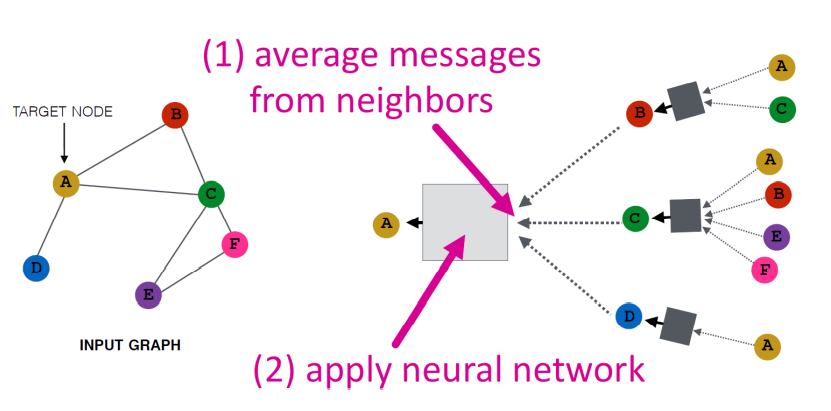 (1) average messages
from neighbors
TARGET NODE
A
B
C
D
E
F
INPUT GRAPH
A
B
C
D
A
C
A
B
E
F
A
(2) apply neural network